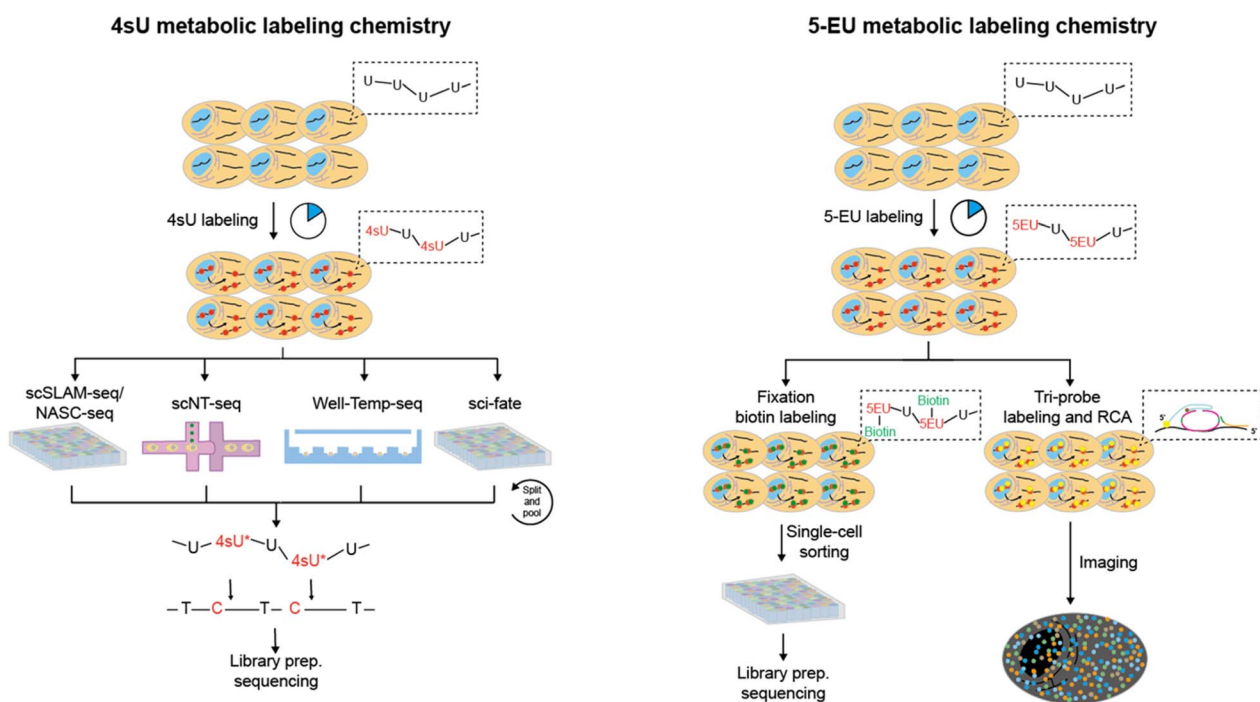 4sU metabolic labeling chemistry
U U U U
4sU labeling
4sU U 4sU U
scSLAM-seq/
NASC-seq
scNT-seq
Well-Temp-seq
sci-fate
Split
and
pool
U 4sU* U 4sU* U
T C T C T
Library prep.
sequencing
5-EU metabolic labeling chemistry
U U U U
5-EU labeling
5EU U 5EU U
Fixation
biotin labeling
Biotin
5EU U 5EU U
Biotin
Tri-probe
labeling and RCA
5' 5'
Single-cell
sorting
Imaging
Library prep.
sequencing